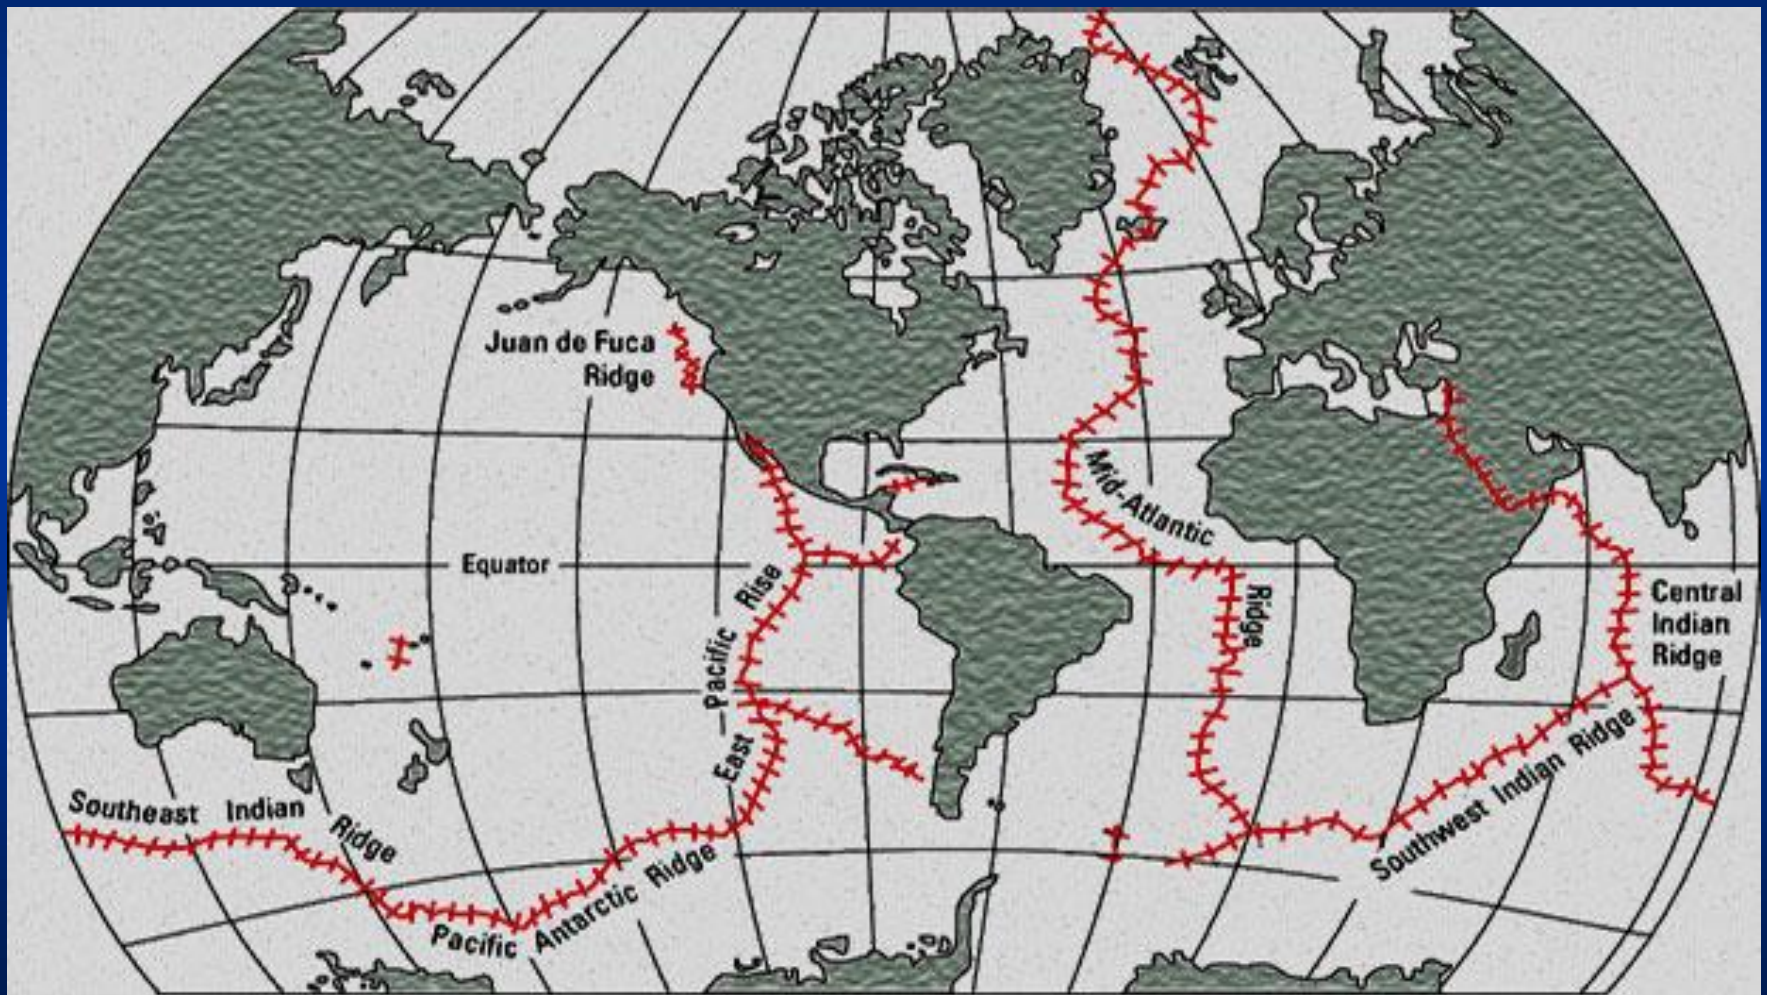 Juan de Fuca
Ridge
Mid-Atlantic
Ridge
Equator
East Pacific Rise
Central
Indian
Ridge
Southeast Indian Ridge
Pacific Antarctic Ridge
Southwest Indian Ridge